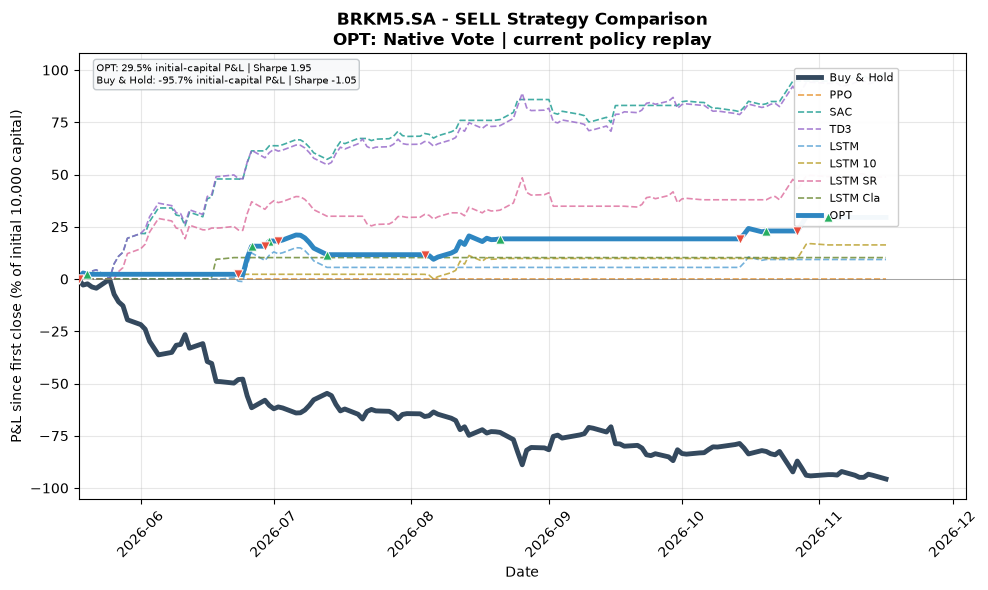 BRKM5.SA - SELL Strategy Comparison
OPT: Native Vote | current policy replay
OPT: 29.5% initial-capital P&L | Sharpe 1.95
Buy & Hold: -95.7% initial-capital P&L | Sharpe -1.05
Buy & Hold
PPO
SAC
TD3
LSTM
LSTM 10
LSTM SR
LSTM Cla
OPT
P&L since first close (% of initial 10,000 capital)
100
75
50
25
0
−25
−50
−75
−100
2026-06
2026-07
2026-08
2026-09
2026-10
2026-11
2026-12
Date